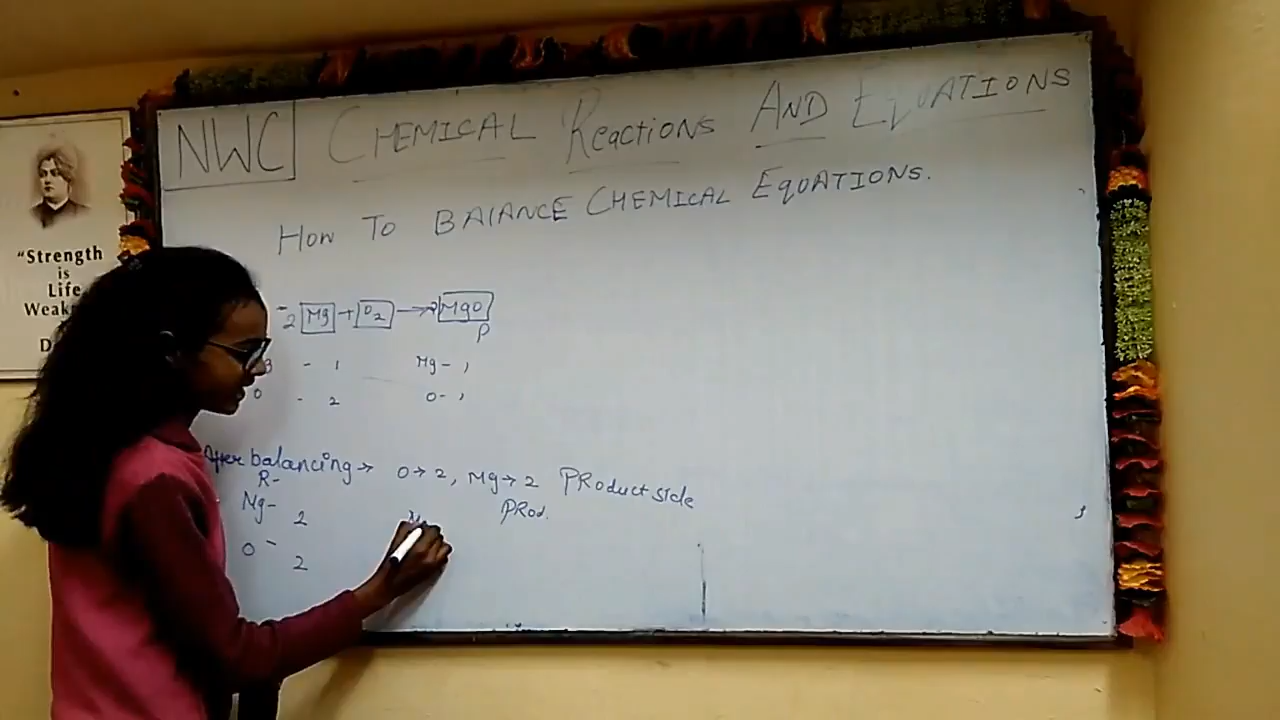 "Strength
is
Life
NWC CHEMICAL Reactions AND EQUATIONS
HOW TO BALANCE CHEMICAL EQUATIONS.
2 Mg + O2 → 2 MgO
P
- 1 Mg - 1
O - 2 O - 1
After balancing → O → 2, Mg → 2 PRoduct side
R- PRod.
Mg- 2
O - 2